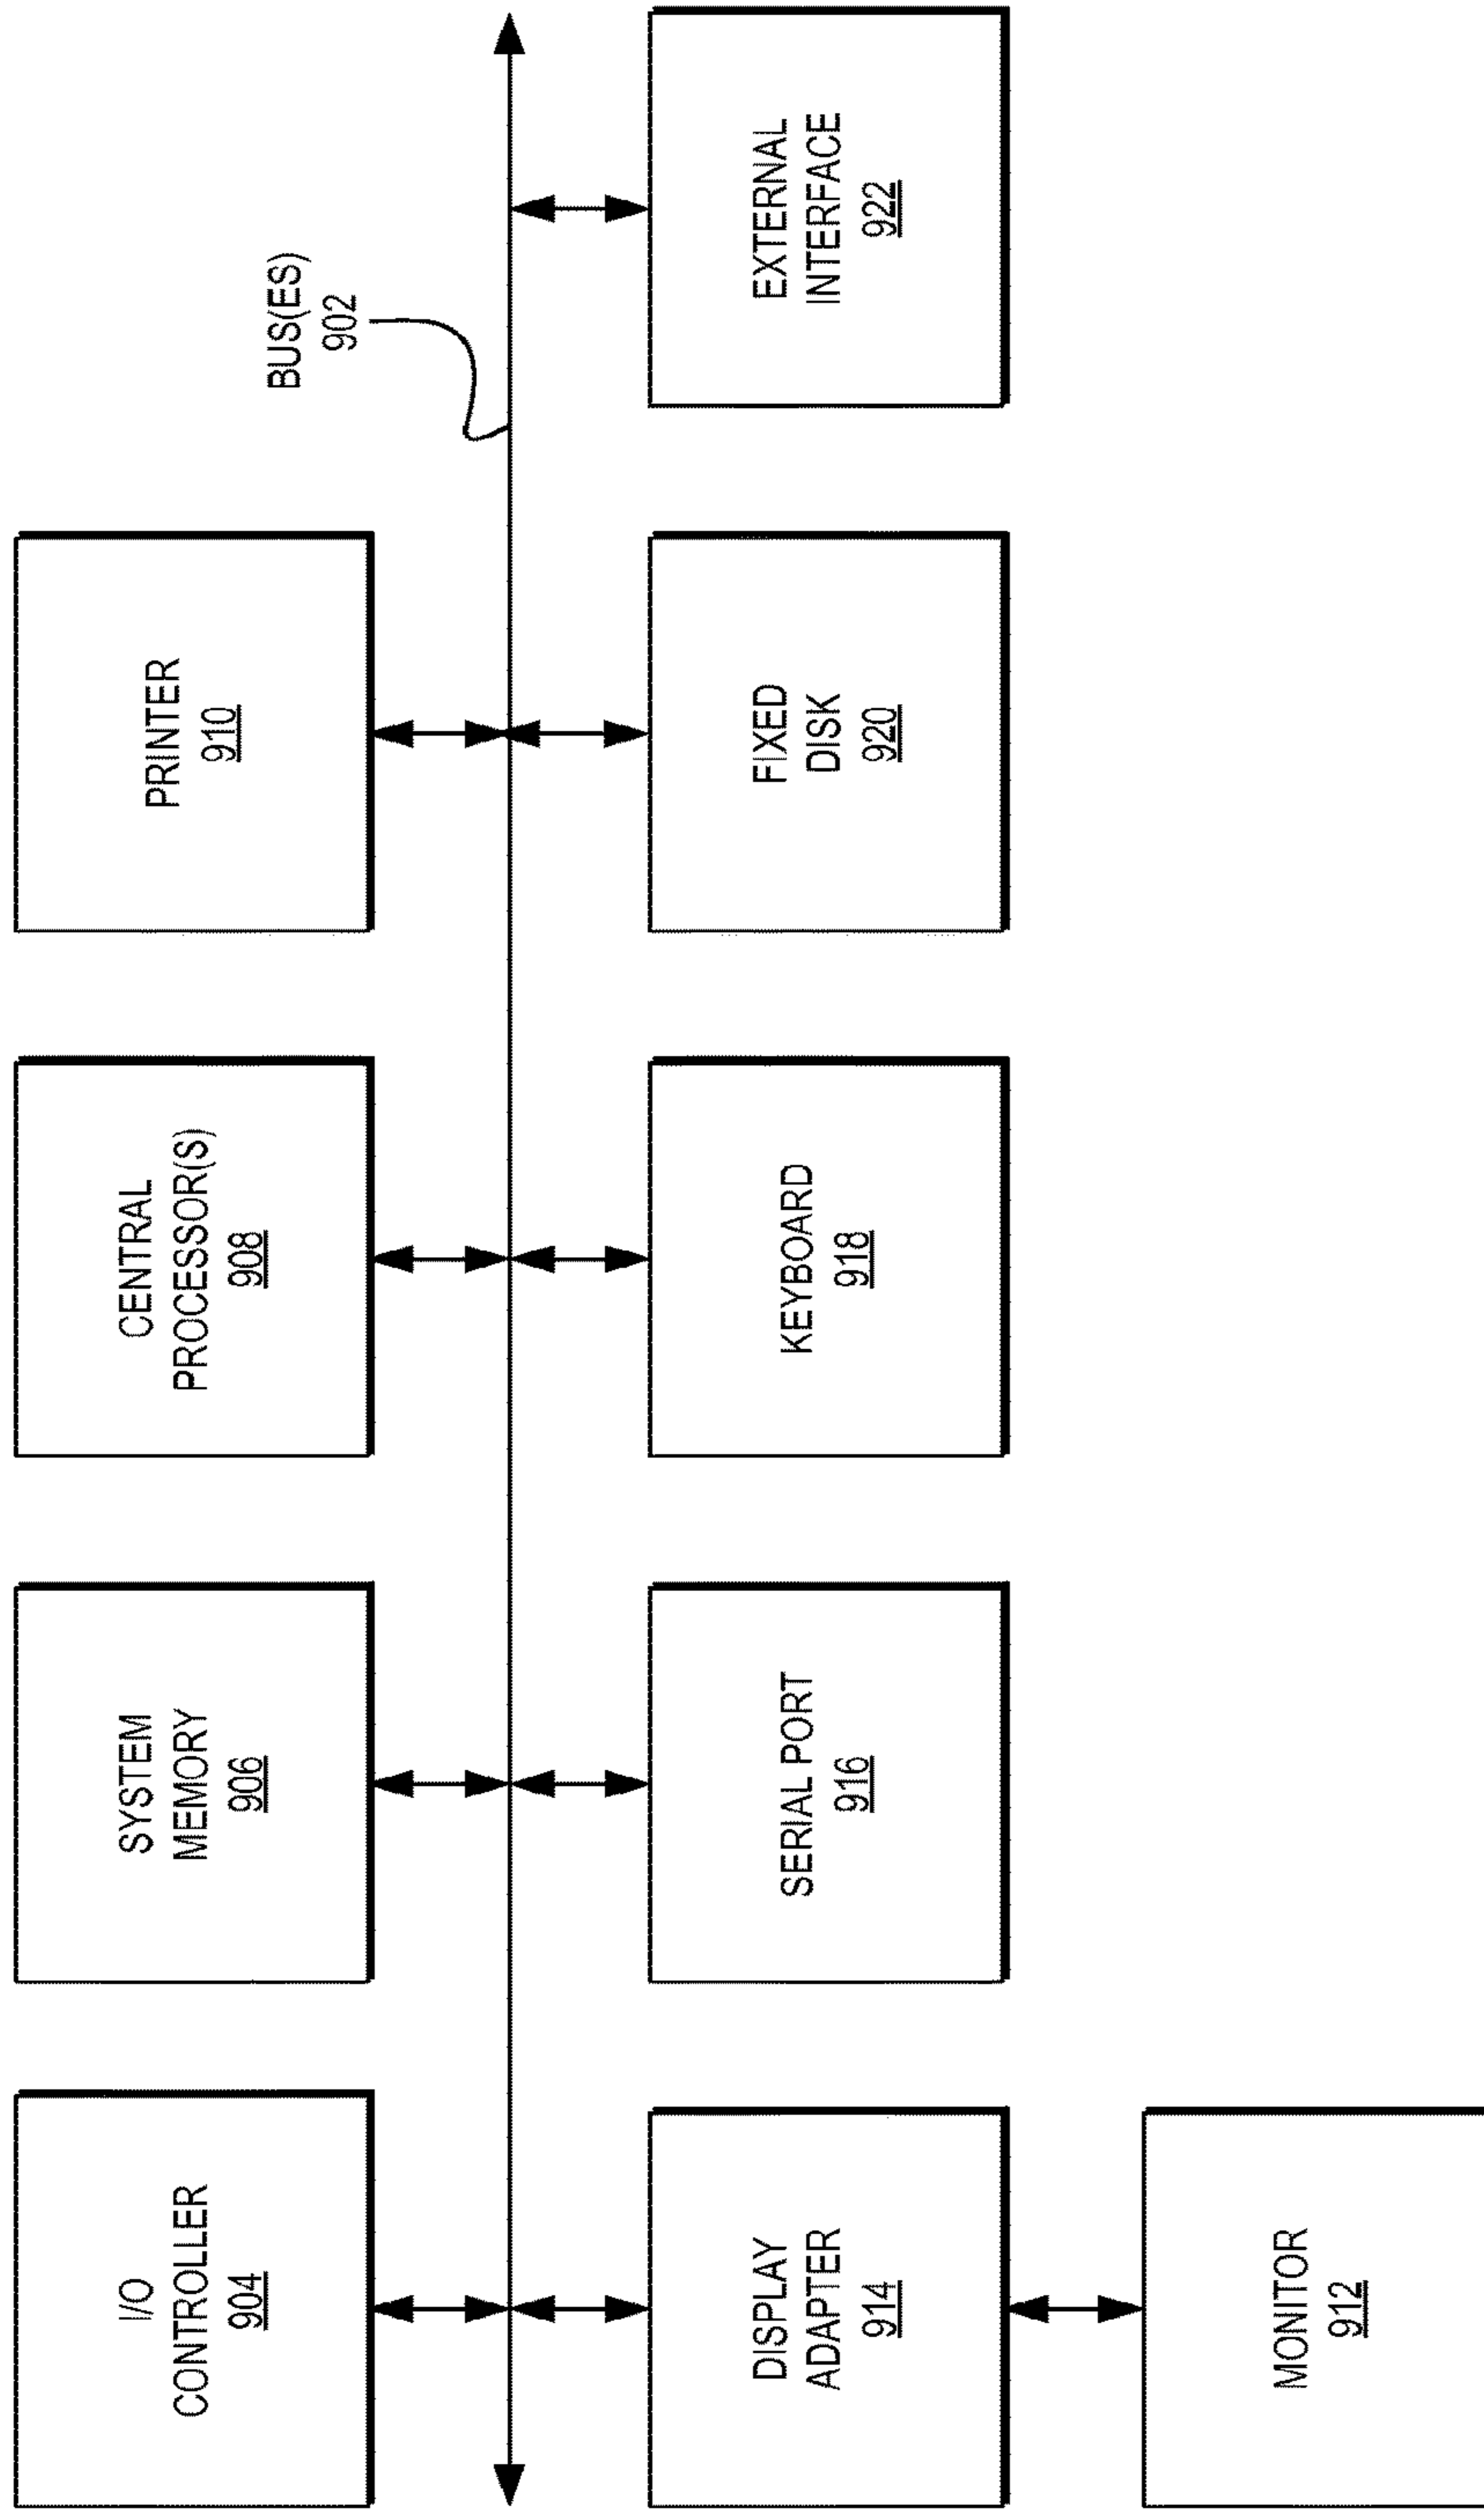 BUS(ES)
902
I/O
CONTROLLER
904
SYSTEM
MEMORY
906
CENTRAL
PROCESSOR(S)
908
PRINTER
910
DISPLAY
ADAPTER
914
SERIAL PORT
916
KEYBOARD
918
FIXED
DISK
920
EXTERNAL
INTERFACE
922
MONITOR
912